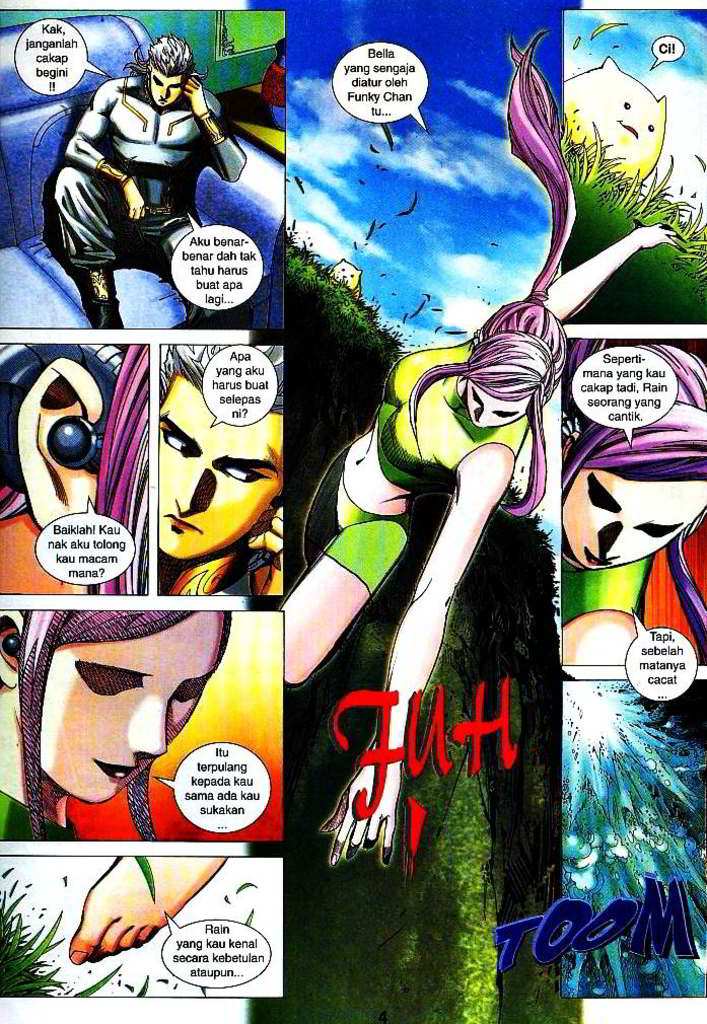 Kak,
janganlah
cakap
begini
!!
Aku benar-
benar dah tak
tahu harus
buat apa
lagi...
Apa
yang aku
harus buat
selepas
ni?
Baiklah! Kau
nak aku tolong
kau macam
mana?
Itu
terpulang
kepada kau
sama ada kau
sukakan
...
Rain
yang kau kenal
secara kebetulan
ataupun...
Bella
yang sengaja
diatur oleh
Funky Chan
tu...
FUH
!
Ci!
Seperti-
mana yang kau
cakap tadi, Rain
seorang yang
cantik.
Tapi,
sebelah
matanya
cacat
...
TOOM
4